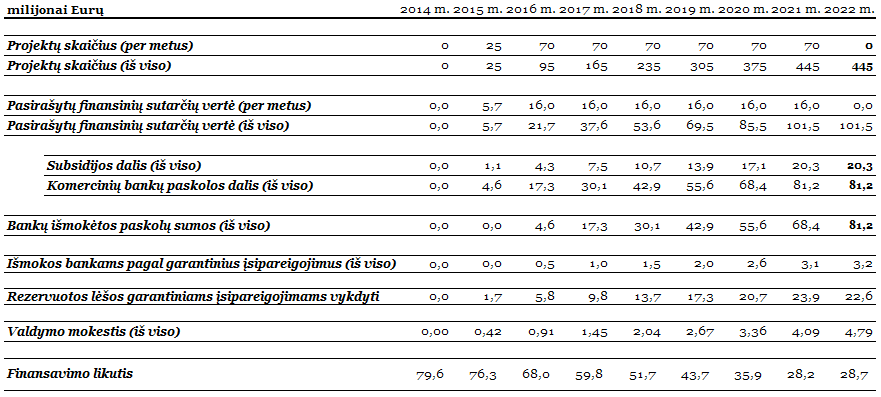 milijonai Eurų 2014 m. 2015 m. 2016 m. 2017 m. 2018 m. 2019 m. 2020 m. 2021 m. 2022 m.
Projektų skaičius (per metus) 0 25 70 70 70 70 70 70 0
Projektų skaičius (iš viso) 0 25 95 165 235 305 375 445 445
Pasirašytų finansinių sutarčių vertė (per metus) 0,0 5,7 16,0 16,0 16,0 16,0 16,0 16,0 0,0
Pasirašytų finansinių sutarčių vertė (iš viso) 0,0 5,7 21,7 37,6 53,6 69,5 85,5 101,5 101,5
Subsidijos dalis (iš viso) 0,0 1,1 4,3 7,5 10,7 13,9 17,1 20,3 20,3
Komercinių bankų paskolos dalis (iš viso) 0,0 4,6 17,3 30,1 42,9 55,6 68,4 81,2 81,2
Bankų išmokėtos paskolų sumos (iš viso) 0,0 0,0 4,6 17,3 30,1 42,9 55,6 68,4 81,2
Išmokos bankams pagal garantinius įsipareigojimus (iš viso) 0,0 0,0 0,5 1,0 1,5 2,0 2,6 3,1 3,2
Rezervuotos lėšos garantiniams įsipareigojimams vykdyti 0,0 1,7 5,8 9,8 13,7 17,3 20,7 23,9 22,6
Valdymo mokestis (iš viso) 0,00 0,42 0,91 1,45 2,04 2,67 3,36 4,09 4,79
Finansavimo likutis 79,6 76,3 68,0 59,8 51,7 43,7 35,9 28,2 28,7